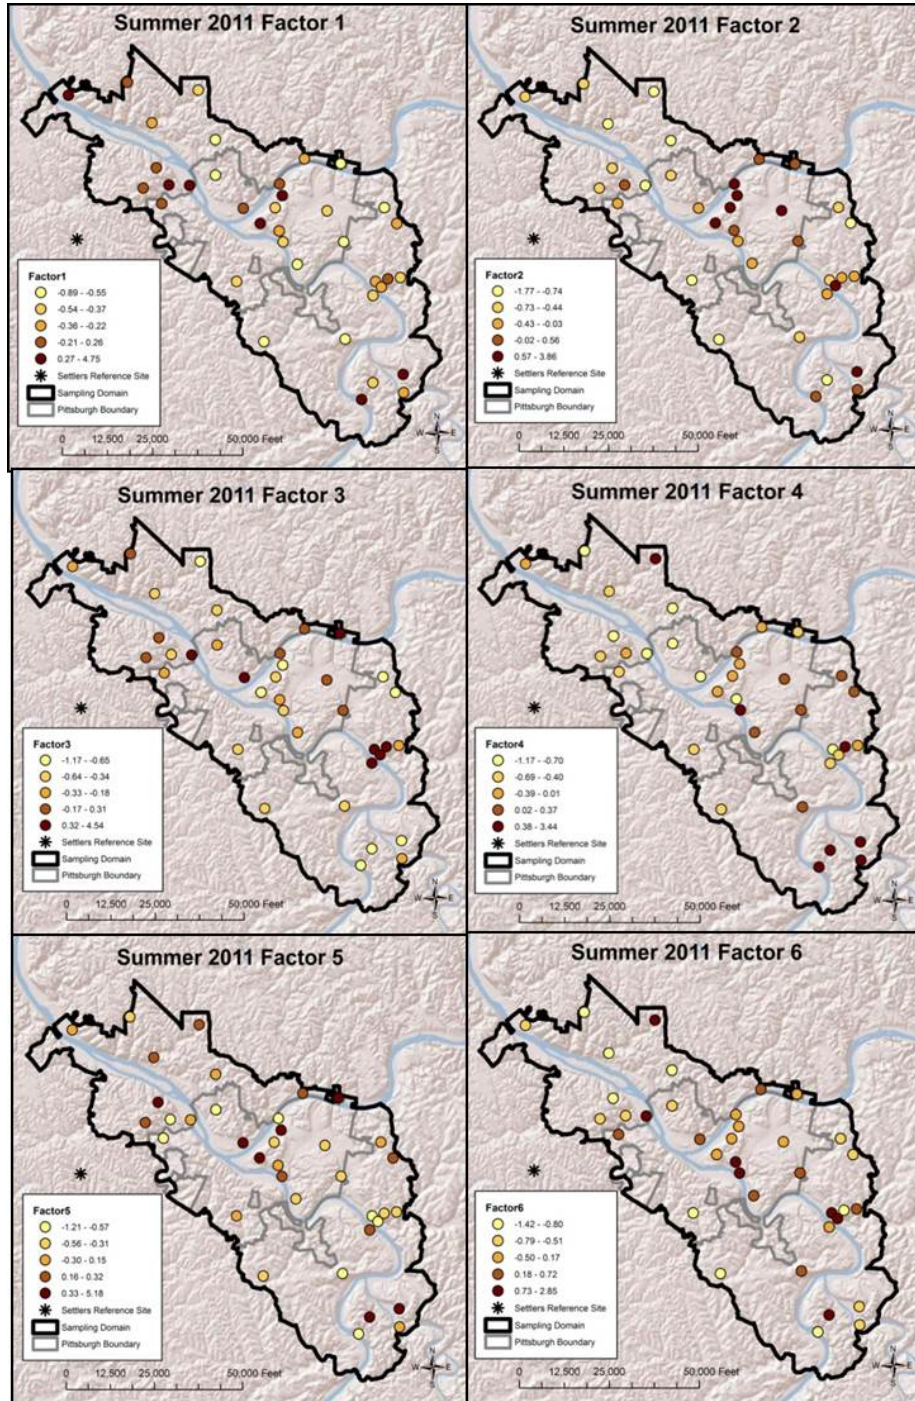 Summer 2011 Factor 1
Factor1
-0.89 - -0.55
-0.54 - -0.37
-0.36 - -0.22
-0.21 - 0.26
0.27 - 4.75
Settlers Reference Site
Sampling Domain
Pittsburgh Boundary
0 12,500 25,000 50,000 Feet
N
W E
S
Summer 2011 Factor 2
Factor2
-1.77 - -0.74
-0.73 - -0.44
-0.43 - -0.03
-0.02 - 0.56
0.57 - 3.86
Settlers Reference Site
Sampling Domain
Pittsburgh Boundary
0 12,500 25,000 50,000 Feet
N
W E
S
Summer 2011 Factor 3
Factor3
-1.17 - -0.65
-0.64 - -0.34
-0.33 - -0.18
-0.17 - 0.31
0.32 - 4.54
Settlers Reference Site
Sampling Domain
Pittsburgh Boundary
0 12,500 25,000 50,000 Feet
N
W E
S
Summer 2011 Factor 4
Factor4
-1.17 - -0.70
-0.69 - -0.40
-0.39 - 0.01
0.02 - 0.37
0.38 - 3.44
Settlers Reference Site
Sampling Domain
Pittsburgh Boundary
0 12,500 25,000 50,000 Feet
N
W E
S
Summer 2011 Factor 5
Factor5
-1.21 - -0.57
-0.56 - -0.31
-0.30 - 0.15
0.16 - 0.32
0.33 - 5.18
Settlers Reference Site
Sampling Domain
Pittsburgh Boundary
0 12,500 25,000 50,000 Feet
N
W E
S
Summer 2011 Factor 6
Factor6
-1.42 - -0.80
-0.79 - -0.51
-0.50 - 0.17
0.18 - 0.72
0.73 - 2.85
Settlers Reference Site
Sampling Domain
Pittsburgh Boundary
0 12,500 25,000 50,000 Feet
N
W E
S